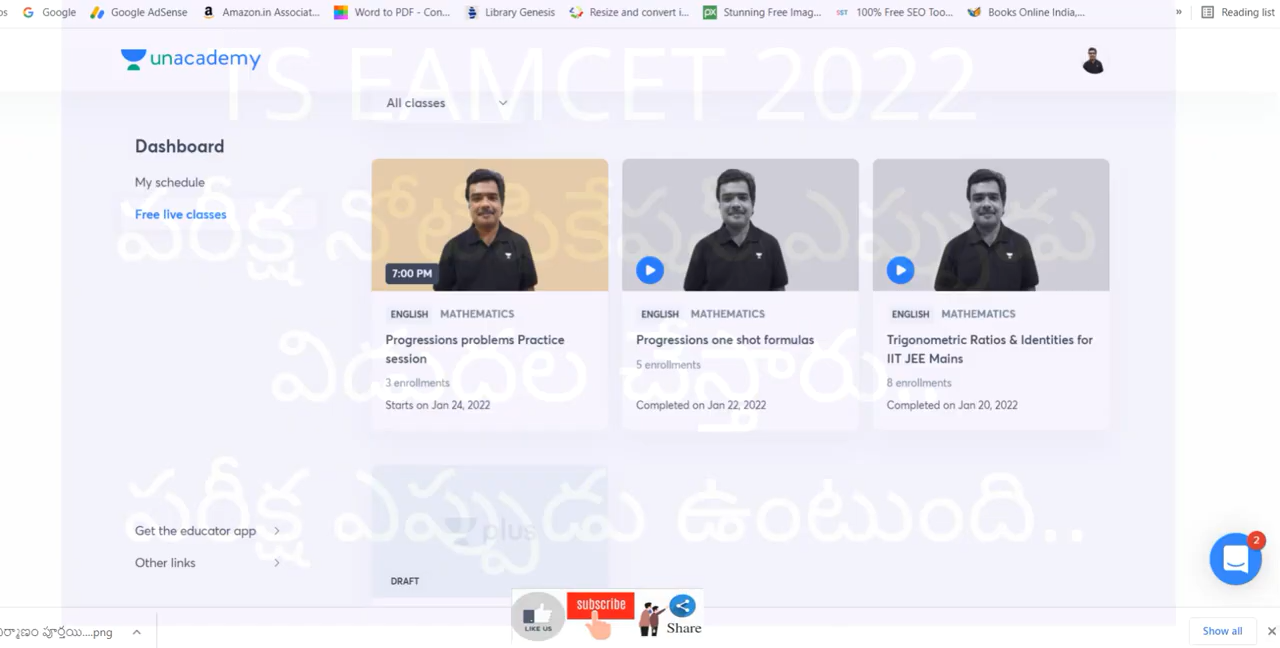 Google
Google AdSense
Amazon.in Associat...
Word to PDF - Con...
Library Genesis
Resize and convert i...
Stunning Free Imag...
100% Free SEO Too...
Books Online India,...
»
Reading list
unacademy
TS EAMCET 2022
All classes
Dashboard
My schedule
Free live classes
పరీక్ష నోటిఫికేషన్ ఎప్పుడు
విడుదల చేస్తారు..
పరీక్ష ఎప్పుడు ఉంటుంది..
7:00 PM
ENGLISH MATHEMATICS
Progressions problems Practice
session
3 enrollments
Starts on Jan 24, 2022
ENGLISH MATHEMATICS
Progressions one shot formulas
5 enrollments
Completed on Jan 22, 2022
ENGLISH MATHEMATICS
Trigonometric Ratios & Identities for
IIT JEE Mains
8 enrollments
Completed on Jan 20, 2022
plus
DRAFT
Get the educator app
Other links
2
LIKE US
subscribe
Share
పూర్తయి....png
Show all